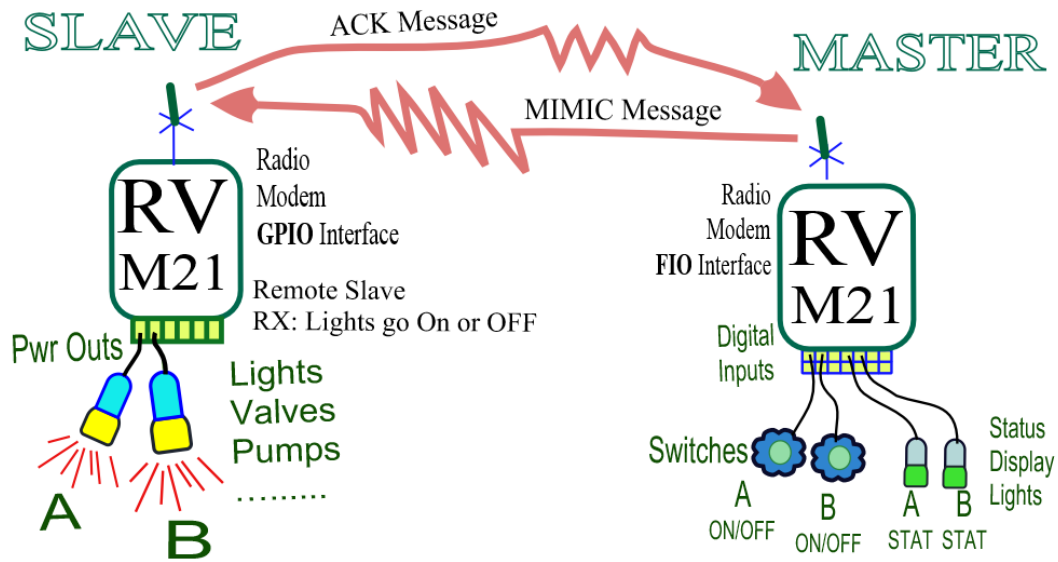 SLAVE
ACK Message
MASTER
MIMIC Message
RV
M21
Radio
Modem
GPIO Interface
Remote Slave
RX: Lights go On or OFF
Pwr Outs
Lights
Valves
Pumps
..........
A
B
Radio
Modem
FIO Interface
RV
M21
Digital
Inputs
Switches
A
ON/OFF
B
ON/OFF
A
STAT
B
STAT
Status
Display
Lights